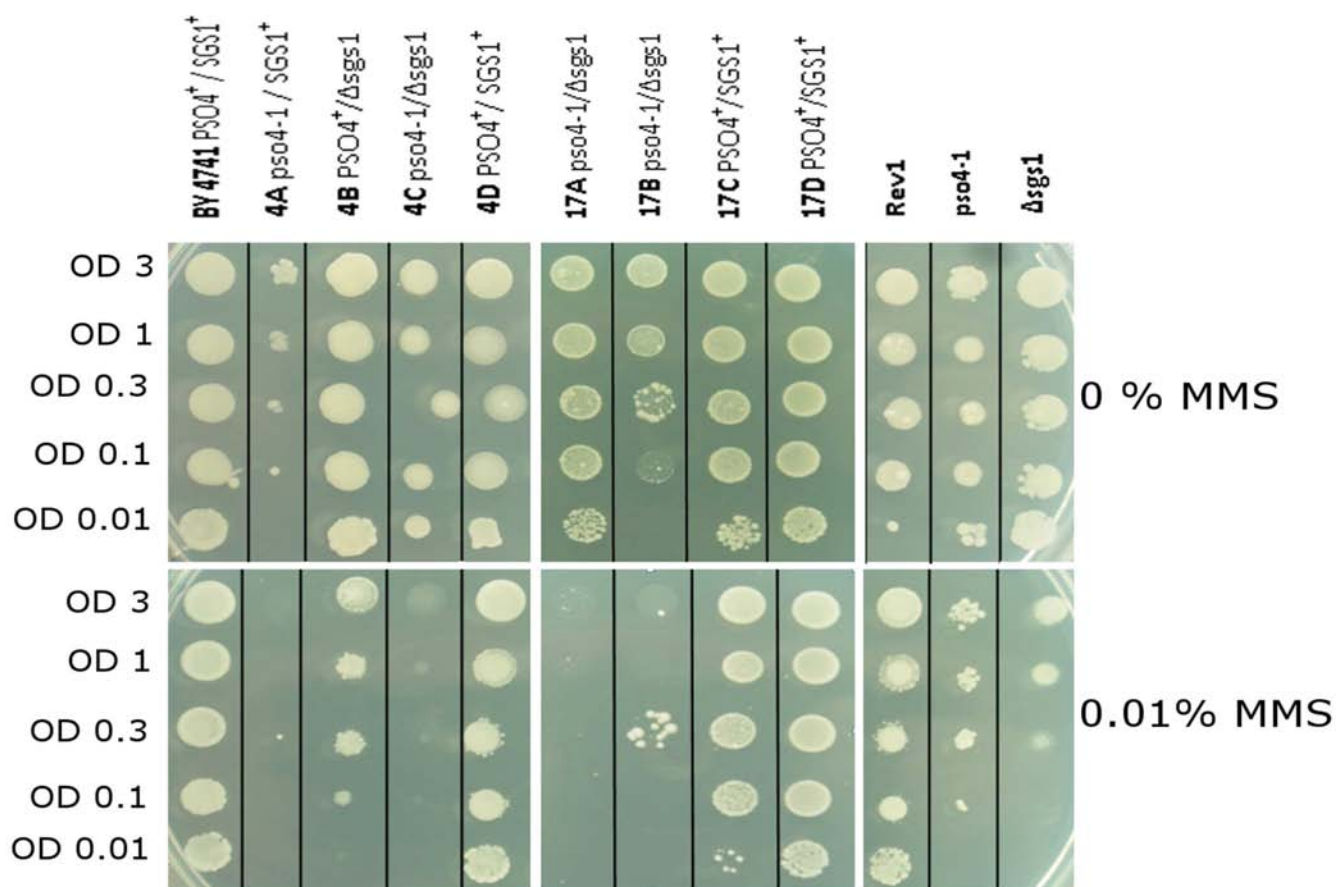 BY 4741 PSO4⁺ / SGS1⁺
4A pso4-1 / SGS1⁺
4B PSO4⁺/Δsgs1
4C pso4-1/Δsgs1
4D PSO4⁺/ SGS1⁺
17A pso4-1/Δsgs1
17B pso4-1/Δsgs1
17C PSO4⁺/SGS1⁺
17D PSO4⁺/SGS1⁺
Rev1
pso4-1
Δsgs1
OD 3
OD 1
OD 0.3
OD 0.1
OD 0.01
0 % MMS
OD 3
OD 1
OD 0.3
OD 0.1
OD 0.01
0.01% MMS